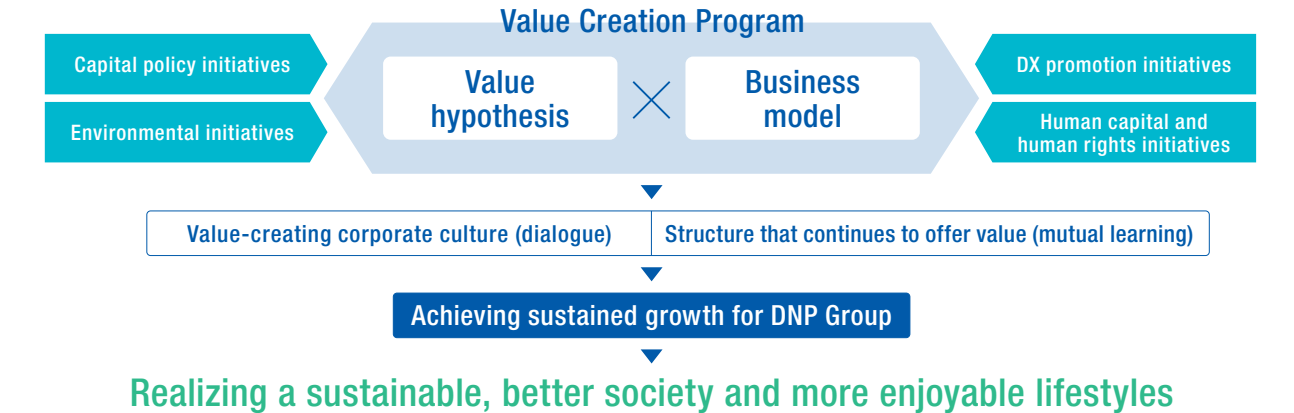 Value Creation Program
Capital policy initiatives
Environmental initiatives
Value
hypothesis
Business
model
DX promotion initiatives
Human capital and
human rights initiatives
Value-creating corporate culture (dialogue)
Structure that continues to offer value (mutual learning)
Achieving sustained growth for DNP Group
Realizing a sustainable, better society and more enjoyable lifestyles